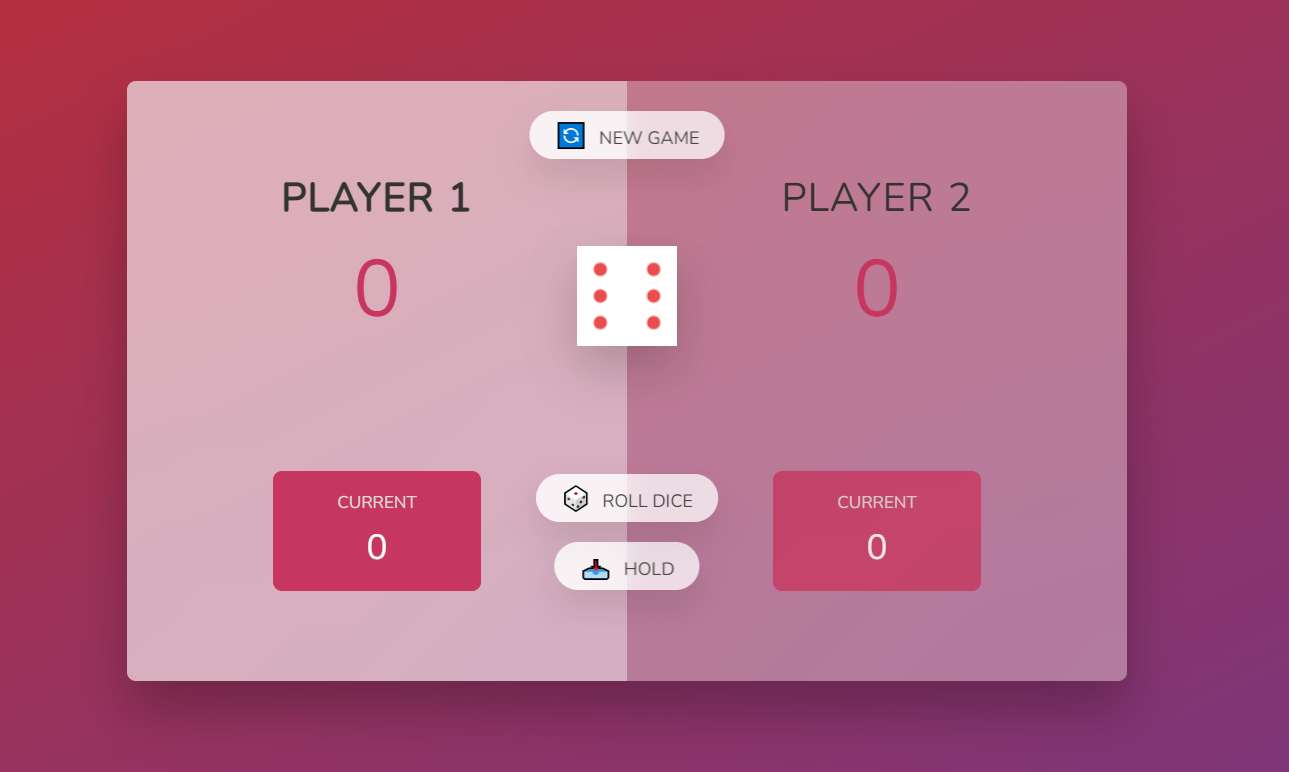 NEW GAME
PLAYER 1
PLAYER 2
0
0
CURRENT
0
ROLL DICE
HOLD
CURRENT
0